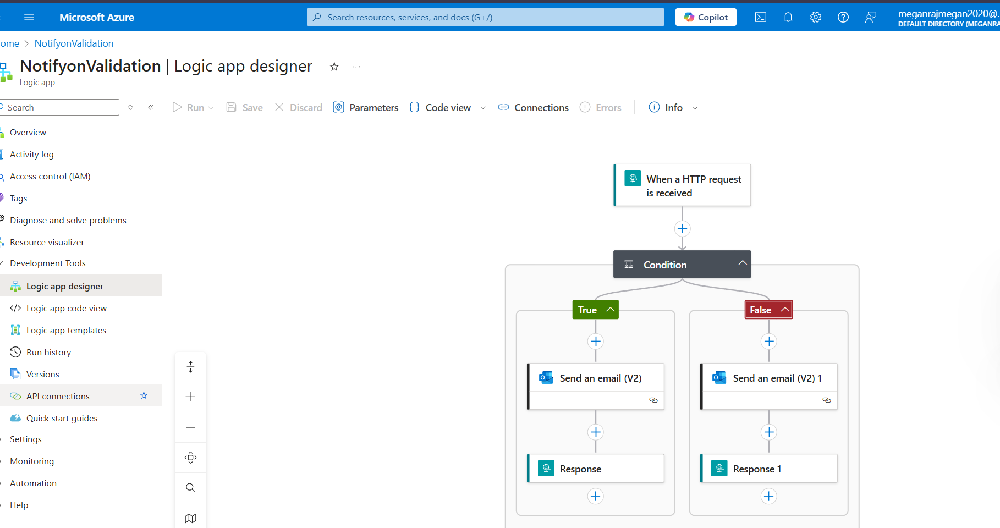 Microsoft Azure
Search resources, services, and docs (G+/)
Copilot
meganrajmegan2020@.
DEFAULT DIRECTORY (MEGANRA
ome > NotifyonValidation
NotifyonValidation | Logic app designer
Logic app
Search
Run
Save
Discard
Parameters
Code view
Connections
Errors
Info
Overview
Activity log
Access control (IAM)
Tags
Diagnose and solve problems
Resource visualizer
Development Tools
Logic app designer
Logic app code view
Logic app templates
Run history
Versions
API connections
Quick start guides
Settings
Monitoring
Automation
Help
When a HTTP request
is received
Condition
True
False
Send an email (V2)
Send an email (V2) 1
Response
Response 1